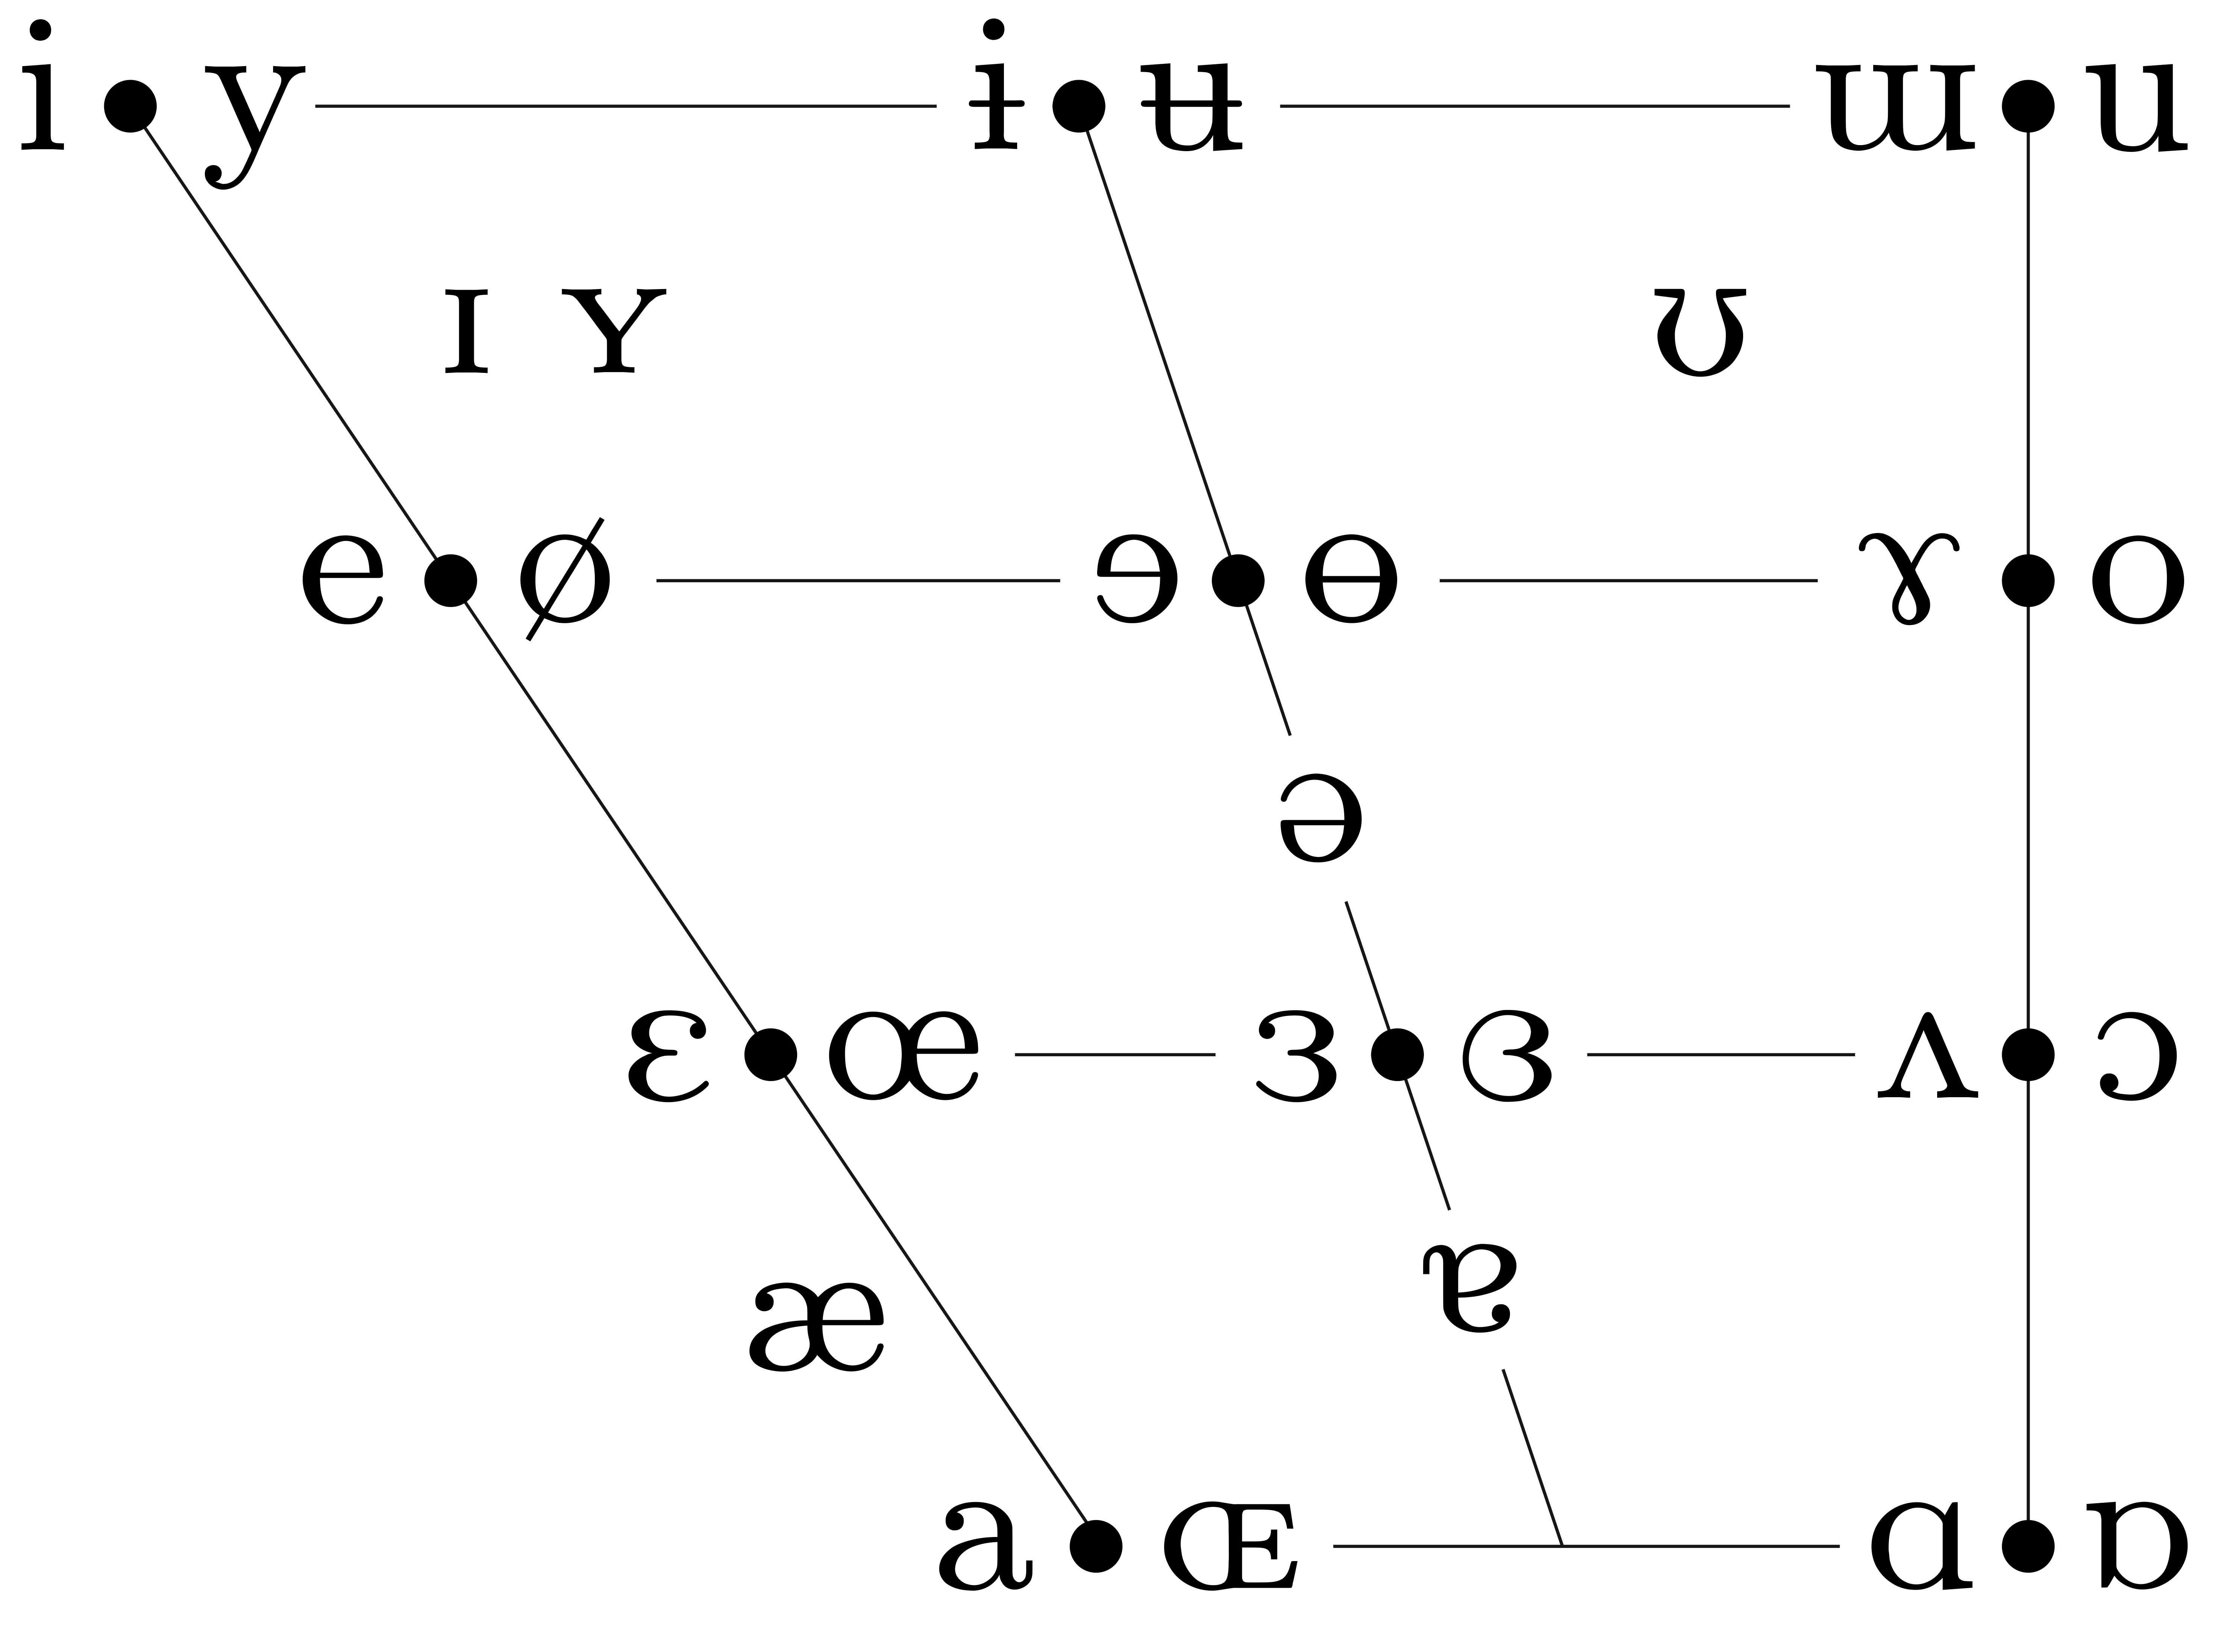 i y ɨ ʉ ɯ u
ɪ ʏ ʊ
e ø ɘ ɵ ɤ o
ə
ɛ œ ɜ ɞ ʌ ɔ
æ ɐ
a ɶ ɑ ɒ